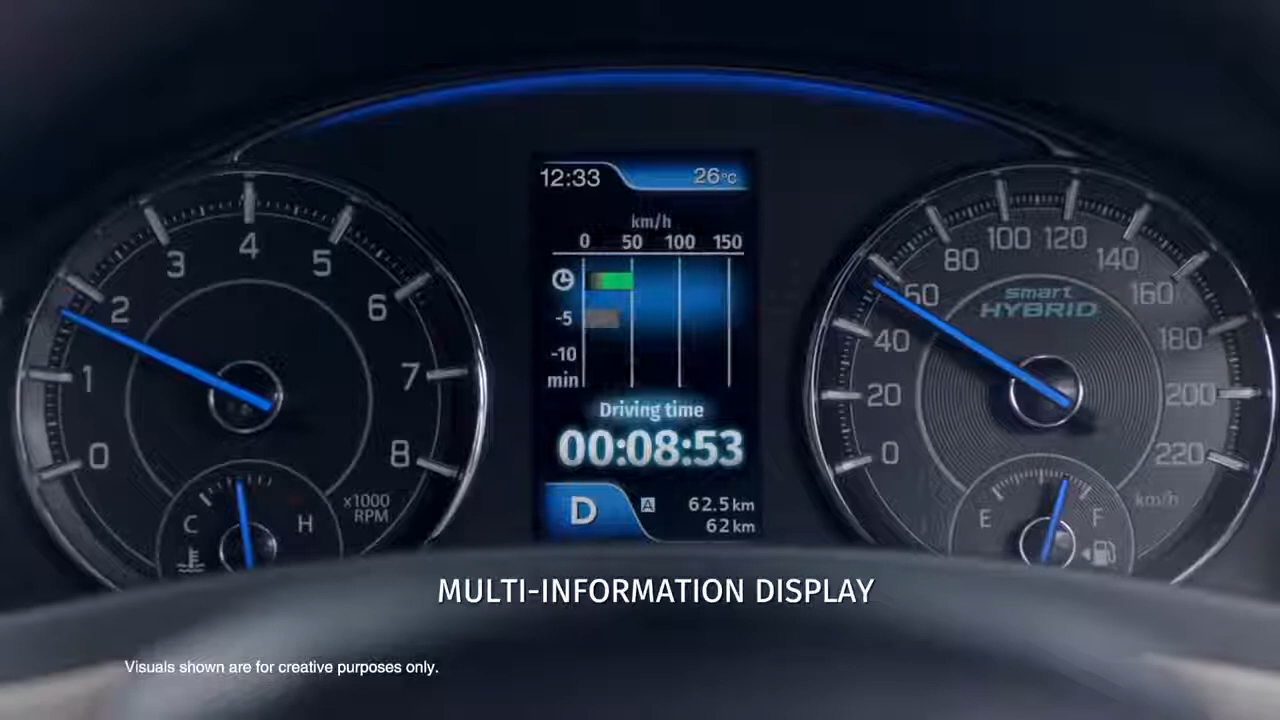 12:33
26°C
km/h
0 50 100 150
-5
-10
min
Driving time
00:08:53
D
A
62.5 km
62 km
0
1
2
3
4
5
6
7
8
x1000
RPM
C
H
0
20
40
60
80
100
120
140
160
180
200
220
km/h
smart
HYBRID
E
F
MULTI-INFORMATION DISPLAY
Visuals shown are for creative purposes only.